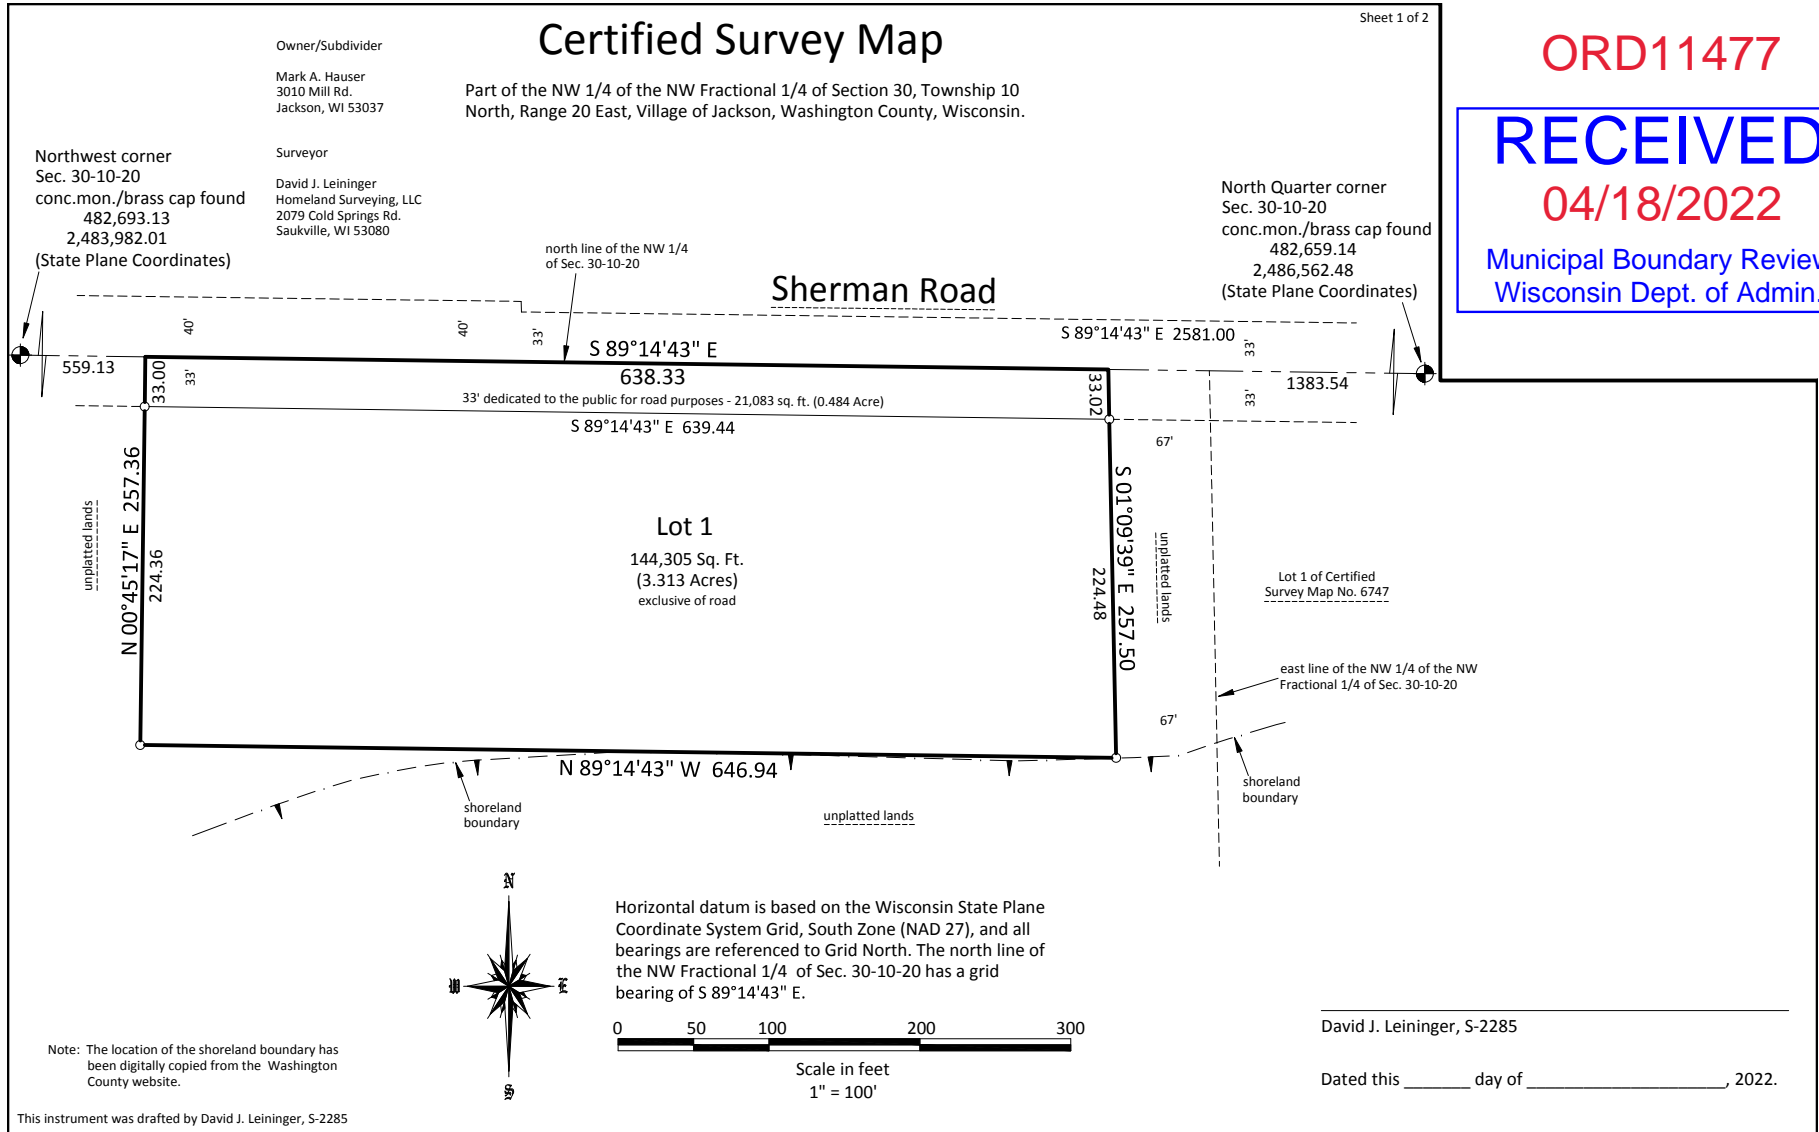 Sheet 1 of 2
Certified Survey Map
Part of the NW 1/4 of the NW Fractional 1/4 of Section 30, Township 10
North, Range 20 East, Village of Jackson, Washington County, Wisconsin.
Owner/Subdivider
Mark A. Hauser
3010 Mill Rd.
Jackson, WI 53037
Surveyor
David J. Leininger
Homeland Surveying, LLC
2079 Cold Springs Rd.
Saukville, WI 53080
ORD11477
RECEIVED
04/18/2022
Municipal Boundary Review
Wisconsin Dept. of Admin.
Northwest corner
Sec. 30-10-20
conc.mon./brass cap found
482,693.13
2,483,982.01
(State Plane Coordinates)
north line of the NW 1/4
of Sec. 30-10-20
Sherman Road
North Quarter corner
Sec. 30-10-20
conc.mon./brass cap found
482,659.14
2,486,562.48
(State Plane Coordinates)
40'
40'
33'
S 89°14'43" E 2581.00
33'
559.13
33.00
33'
S 89°14'43" E
638.33
33' dedicated to the public for road purposes - 21,083 sq. ft. (0.484 Acre)
S 89°14'43" E 639.44
33.02
1383.54
33'
67'
unplatted lands
N 00°45'17" E 257.36
224.36
Lot 1
144,305 Sq. Ft.
(3.313 Acres)
exclusive of road
224.48
S 01°09'39" E 257.50
unplatted lands
Lot 1 of Certified
Survey Map No. 6747
east line of the NW 1/4 of the NW
Fractional 1/4 of Sec. 30-10-20
67'
N 89°14'43" W 646.94
shoreland
boundary
unplatted lands
shoreland
boundary
N
W
E
S
Horizontal datum is based on the Wisconsin State Plane
Coordinate System Grid, South Zone (NAD 27), and all
bearings are referenced to Grid North. The north line of
the NW Fractional 1/4 of Sec. 30-10-20 has a grid
bearing of S 89°14'43" E.
0 50 100 200 300
Scale in feet
1" = 100'
Note: The location of the shoreland boundary has
been digitally copied from the Washington
County website.
This instrument was drafted by David J. Leininger, S-2285
David J. Leininger, S-2285
Dated this _______ day of _____________________, 2022.